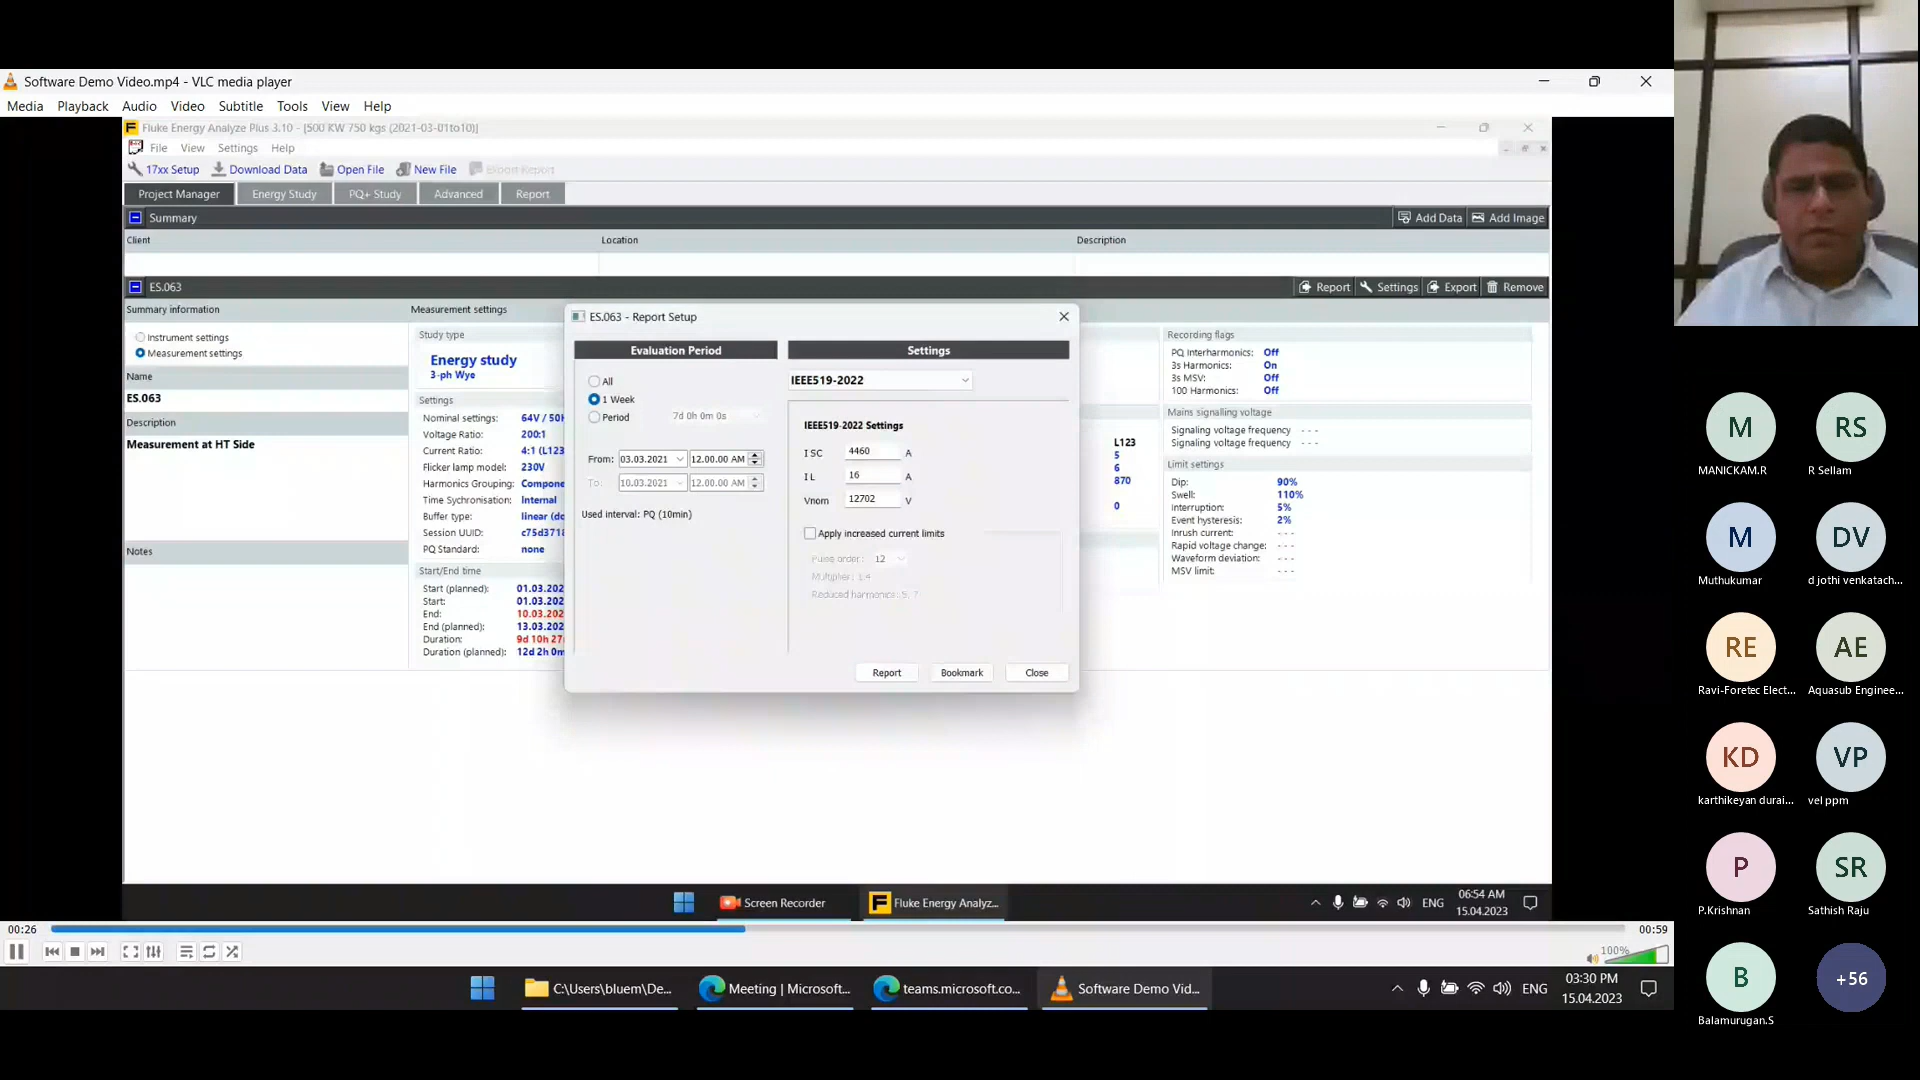 Software Demo Video.mp4 - VLC media player
Media Playback Audio Video Subtitle Tools View Help
Fluke Energy Analyze Plus 3.10 - [500 KW 750 kgs (2021-03-01to10)]
File View Settings Help
17xx Setup Download Data Open File New File Export Report
Project Manager Energy Study PQ+ Study Advanced Report
Summary Add Data Add Image
Client Location Description
ES.063 Report Settings Export Remove
Summary information
Instrument settings
Measurement settings
Name
ES.063
Description
Measurement at HT Side
Notes
Measurement settings
Study type
Energy study
3-ph Wye
Settings
Nominal settings: 64V / 50H
Voltage Ratio: 200:1
Current Ratio: 4:1 (L123
Flicker lamp model: 230V
Harmonics Grouping: Compone
Time Sychronisation: Internal
Buffer type: linear (do
Session UUID: c75d3718
PQ Standard: none
Start/End time
Start (planned): 01.03.202
Start: 01.03.202
End: 10.03.202
End (planned): 13.03.202
Duration: 9d 10h 27
Duration (planned): 12d 2h 0m
ES.063 - Report Setup
Evaluation Period
All
1 Week
Period 7d 0h 0m 0s
From: 03.03.2021 12.00.00 AM
To: 10.03.2021 12.00.00 AM
Used interval: PQ (10min)
Settings
IEEE519-2022
IEEE519-2022 Settings
I SC 4460 A
I L 16 A
Vnom 12702 V
Apply increased current limits
Pulse order: 12
Multiplier: 1.4
Reduced harmonics: 5, 7
Report Bookmark Close
L123
5
6
870
0
Recording flags
PQ Interharmonics: Off
3s Harmonics: On
3s MSV: Off
100 Harmonics: Off
Mains signalling voltage
Signaling voltage frequency - - -
Signaling voltage frequency - - -
Limit settings
Dip: 90%
Swell: 110%
Interruption: 5%
Event hysteresis: 2%
Inrush current: - - -
Rapid voltage change: - - -
Waveform deviation: - - -
MSV limit: - - -
Screen Recorder Fluke Energy Analyz... ENG 06:54 AM
15.04.2023
00:26 00:59
100%
C:\Users\bluem\De... Meeting | Microsoft... teams.microsoft.co... Software Demo Vid... ENG 03:30 PM
15.04.2023
M RS
MANICKAM.R R Sellam
M DV
Muthukumar d jothi venkatach...
RE AE
Ravi-Foretec Elect... Aquasub Enginee...
KD VP
karthikeyan durai... vel ppm
P SR
P.Krishnan Sathish Raju
B +56
Balamurugan.S